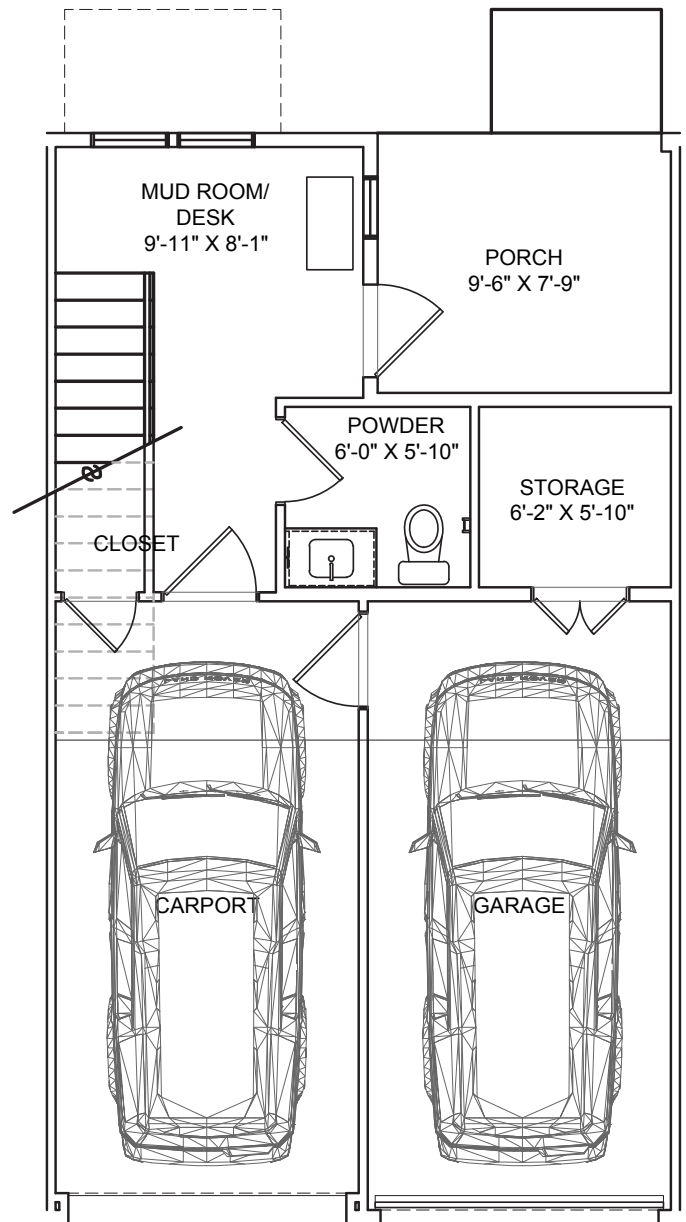 MUD ROOM/
DESK
9'-11" X 8'-1"
PORCH
9'-6" X 7'-9"
POWDER
6'-0" X 5'-10"
STORAGE
6'-2" X 5'-10"
CLOSET
CARPORT
GARAGE